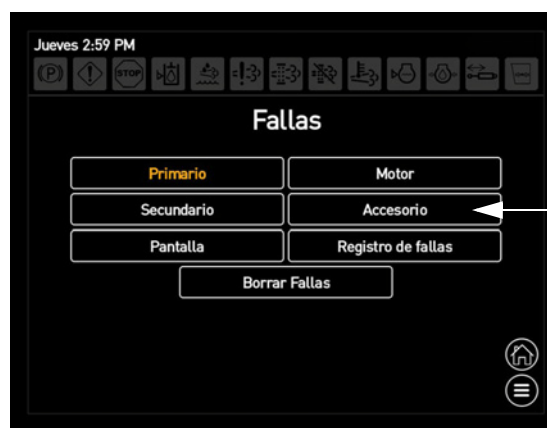 Jueves 2:59 PM
(P) STOP
Fallas
Primario Motor
Secundario Accesorio
Pantalla Registro de fallas
Borrar Fallas